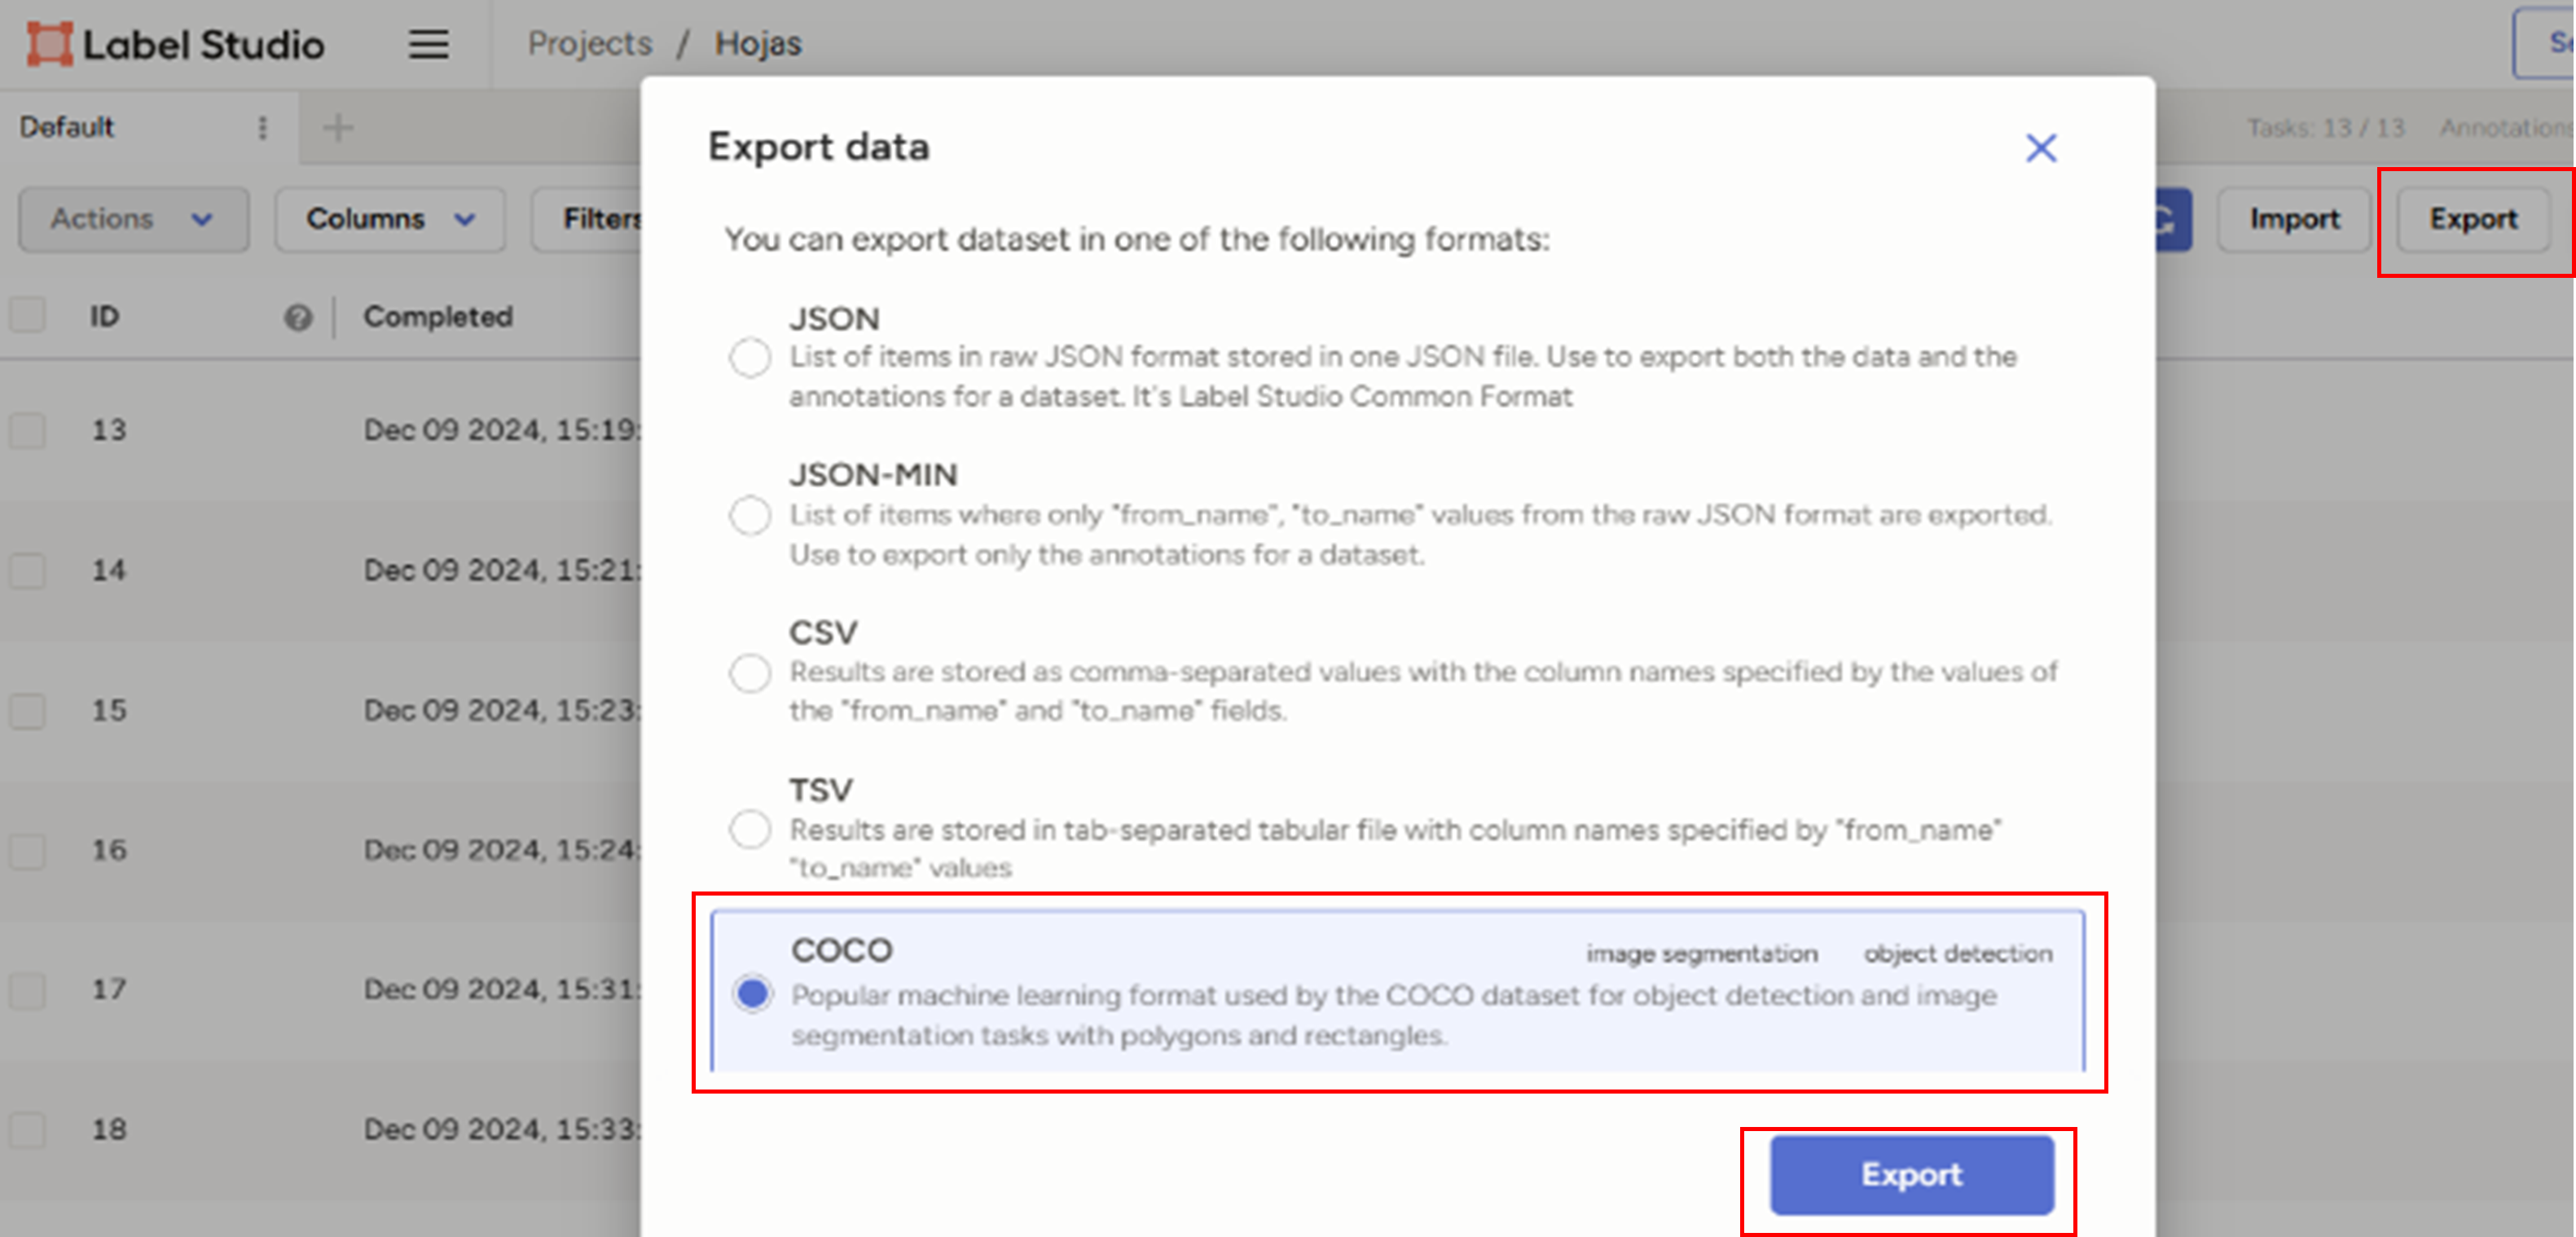 Label Studio
Projects / Hojas
Default
Tasks: 13 / 13
Actions
Columns
Import
Export
ID
Completed
13
Dec 09 2024, 15:19:
14
Dec 09 2024, 15:21:
15
Dec 09 2024, 15:23:
16
Dec 09 2024, 15:24:
17
Dec 09 2024, 15:31:
18
Dec 09 2024, 15:33:
Export data
You can export dataset in one of the following formats:
JSON
List of items in raw JSON format stored in one JSON file. Use to export both the data and the
annotations for a dataset. It's Label Studio Common Format
JSON-MIN
List of items where only "from_name", "to_name" values from the raw JSON format are exported.
Use to export only the annotations for a dataset.
CSV
Results are stored as comma-separated values with the column names specified by the values of
the "from_name" and "to_name" fields.
TSV
Results are stored in tab-separated tabular file with column names specified by "from_name"
"to_name" values
COCO
image segmentation
object detection
Popular machine learning format used by the COCO dataset for object detection and image
segmentation tasks with polygons and rectangles.
Export